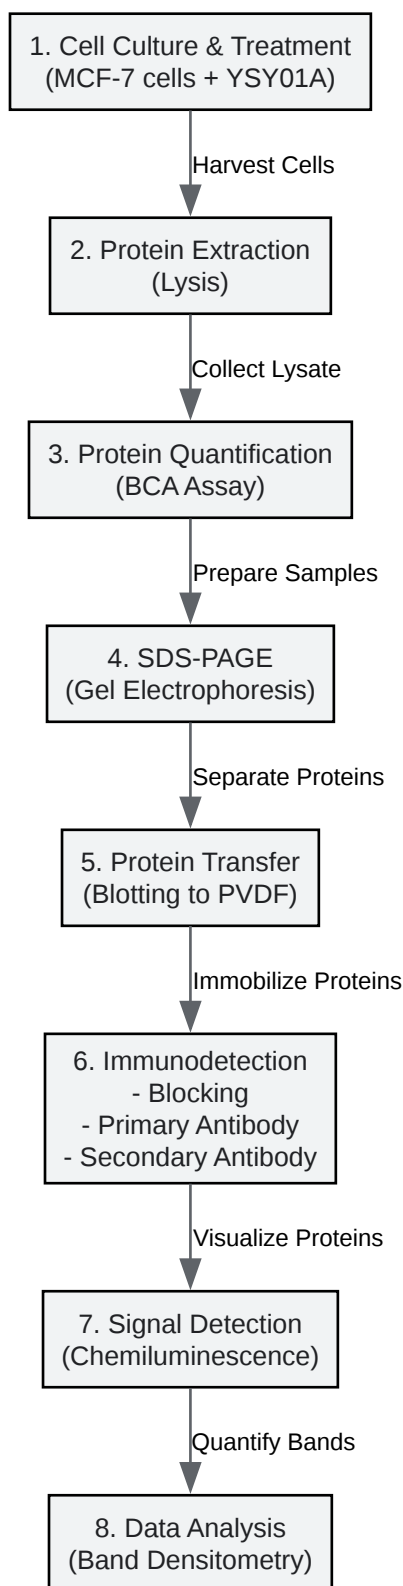 1. Cell Culture & Treatment
(MCF-7 cells + YSY01A)
Harvest Cells
2. Protein Extraction
(Lysis)
Collect Lysate
3. Protein Quantification
(BCA Assay)
Prepare Samples
4. SDS-PAGE
(Gel Electrophoresis)
Separate Proteins
5. Protein Transfer
(Blotting to PVDF)
Immobilize Proteins
6. Immunodetection
- Blocking
- Primary Antibody
- Secondary Antibody
Visualize Proteins
7. Signal Detection
(Chemiluminescence)
Quantify Bands
8. Data Analysis
(Band Densitometry)